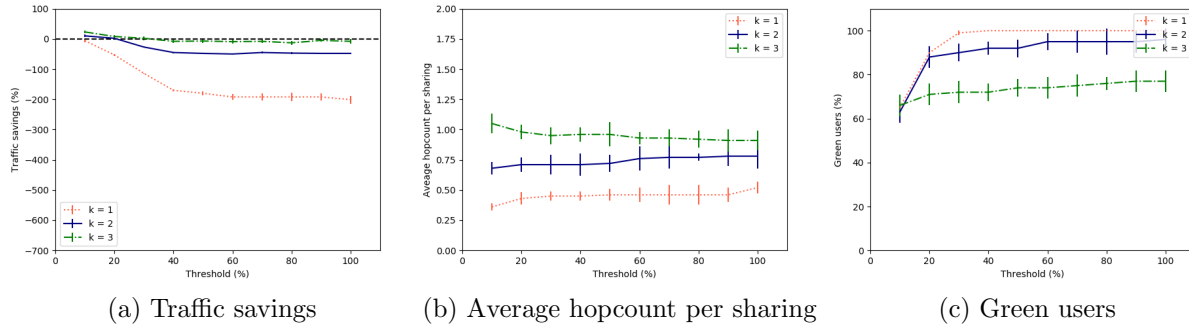 100
0
−100
−200
−300
−400
−500
−600
−700
Traffic savings (%)
k = 1
k = 2
k = 3
0
20
40
60
80
100
Threshold (%)
(a) Traffic savings
2.00
1.75
1.50
1.25
1.00
0.75
0.50
0.25
0.00
Aveage hopcount per sharing
k = 1
k = 2
k = 3
0
20
40
60
80
100
Threshold (%)
(b) Average hopcount per sharing
100
80
60
40
20
0
Green users (%)
k = 1
k = 2
k = 3
0
20
40
60
80
100
Threshold (%)
(c) Green users